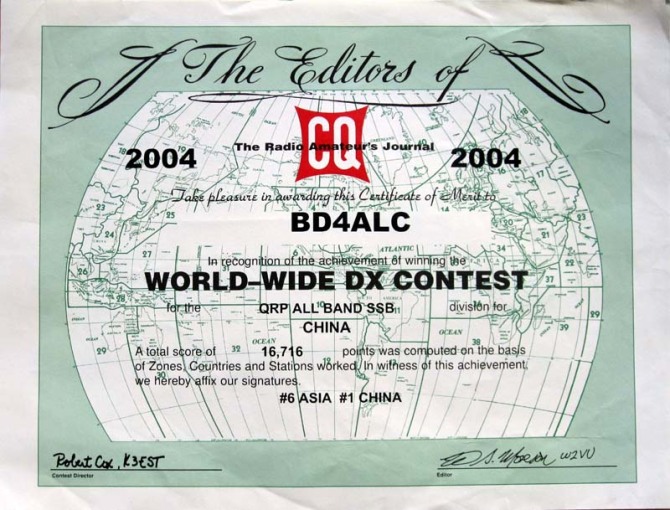 The Editors of
CQ
The Radio Amateur's Journal
2004
2004
Take pleasure in awarding this Certificate of Merit to
BD4ALC
In recognition of the achievement of winning the
WORLD–WIDE DX CONTEST
for the QRP ALL BAND SSB division for
CHINA
A total score of 16,716 points was computed on the basis
of Zones, Countries and Stations worked. In witness of this achievement,
we hereby affix our signatures.
#6 ASIA #1 CHINA
ATLANTIC
OCEAN
OCEAN
Robert Cox, K3EST
Contest Director
W2VU
Editor